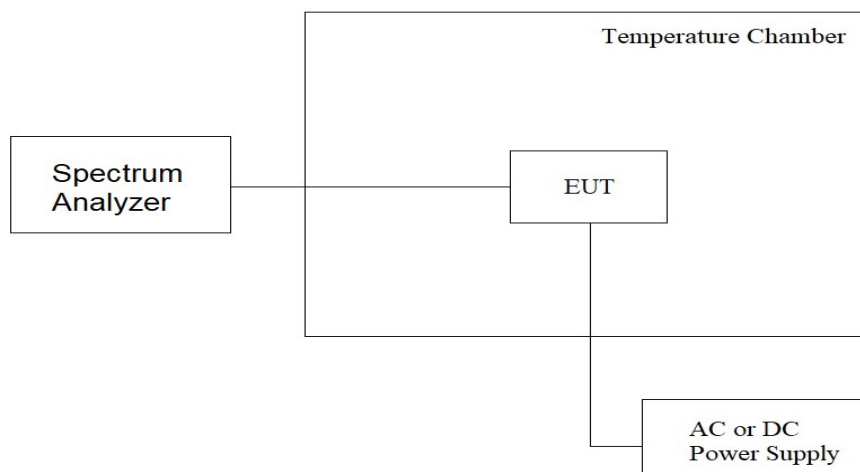 Temperature Chamber
Spectrum
Analyzer
EUT
AC or DC
Power Supply